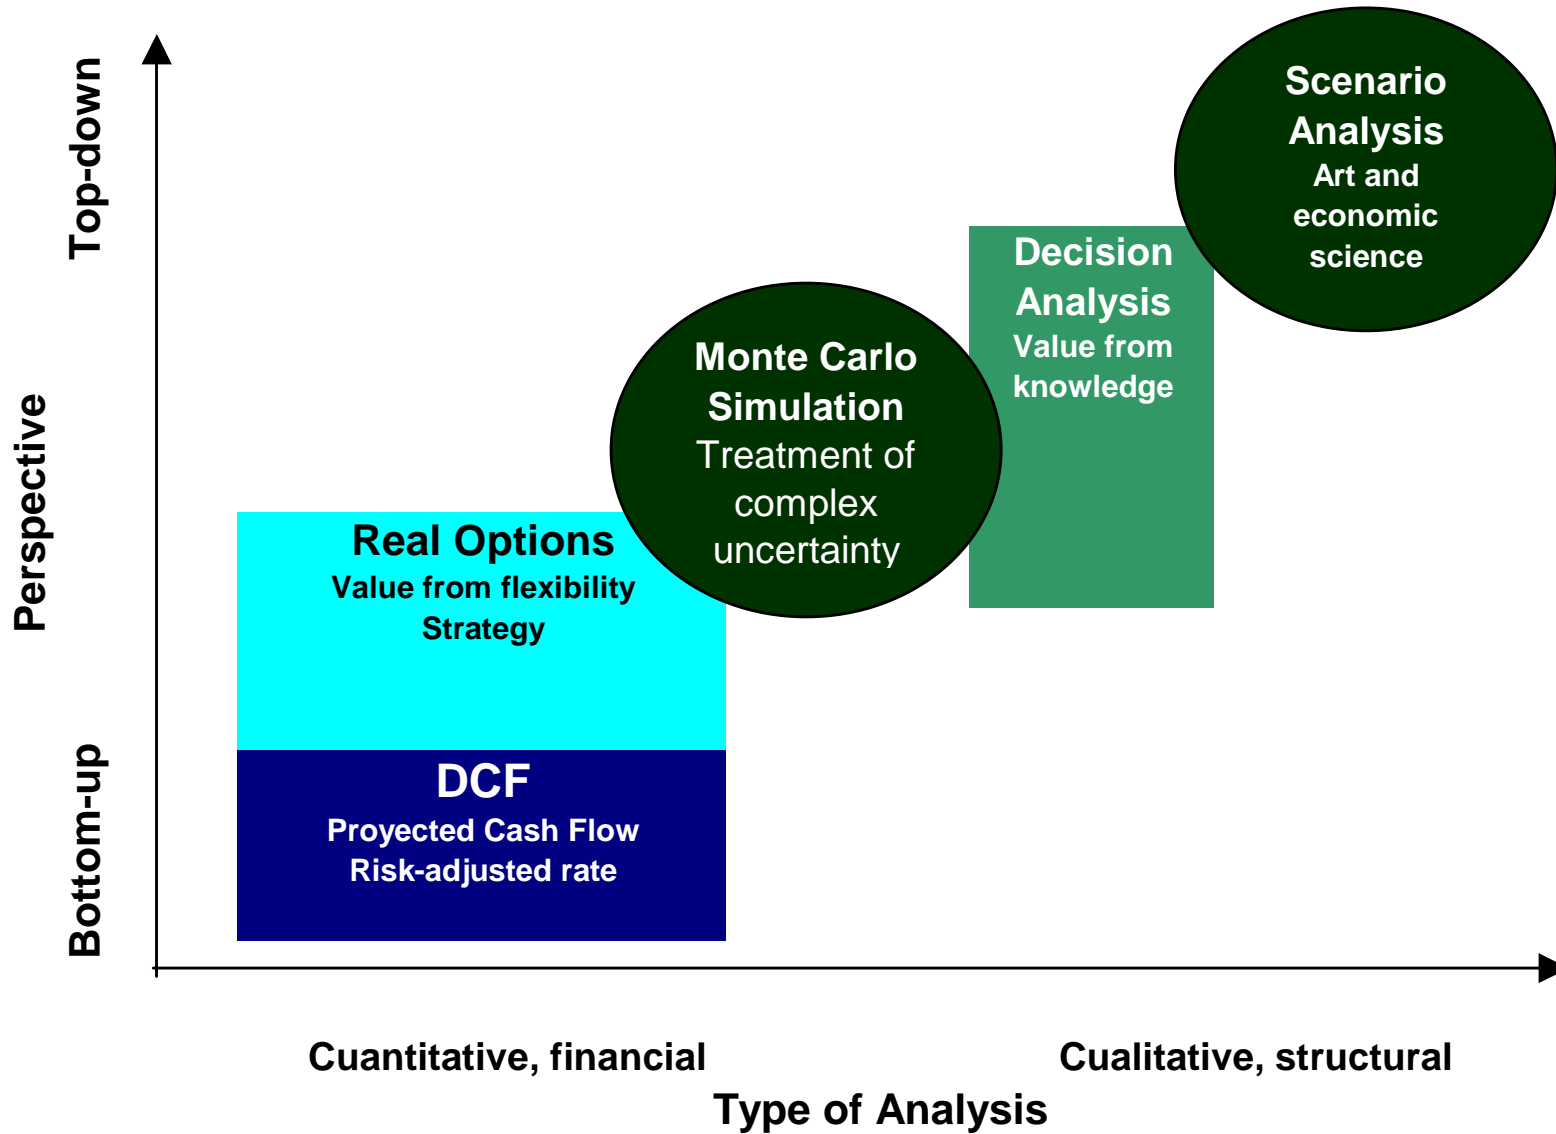 Top-down
Perspective
Bottom-up
Scenario
Analysis
Art and
economic
science
Decision
Analysis
Value from
knowledge
Monte Carlo
Simulation
Treatment of
complex
uncertainty
Real Options
Value from flexibility
Strategy
DCF
Proyected Cash Flow
Risk-adjusted rate
Cuantitative, financial
Cualitative, structural
Type of Analysis